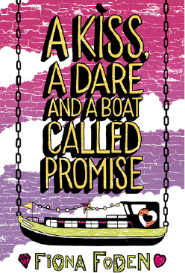 A KISS,
A DARE
AND A BOAT
CALLED
PROMISE
FIONA FODEN